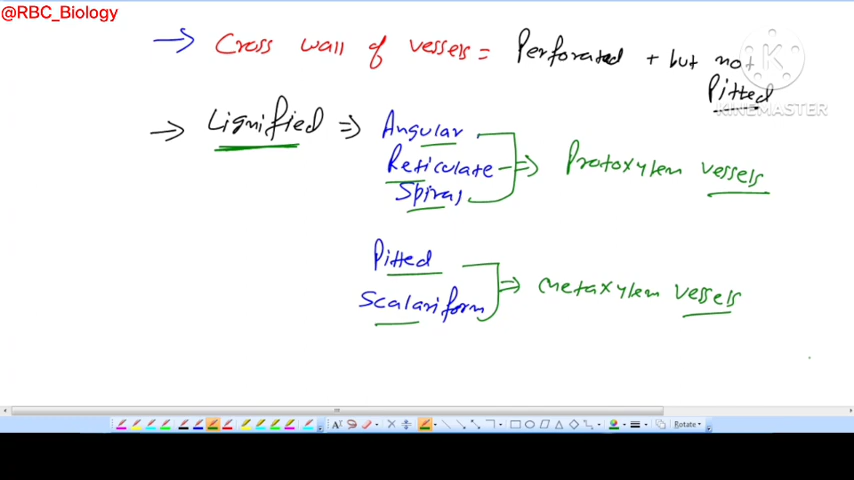 @RBC_Biology
→ Cross wall of vessels = Perforated + but not
Pitted
KINEMASTER
→ Lignified ⇒ Angular
Reticulate ⇒ Protoxylem vessels
Spiral
Pitted
Scalariform ⇒ metaxylem vessels
Rotate